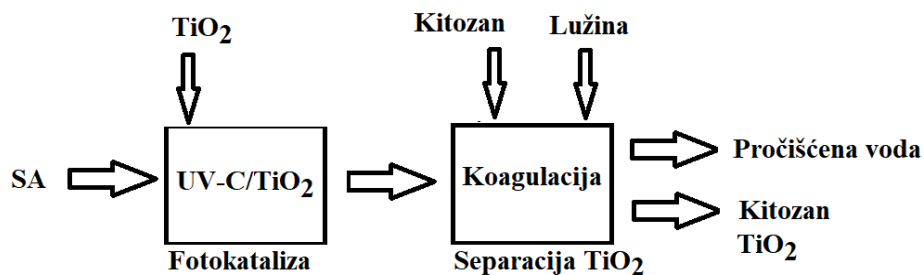 TiO2
Kitozan
Lužina
SA
UV-C/TiO2
Koagulacija
Pročišćena voda
Kitozan
TiO2
Fotokataliza
Separacija TiO2